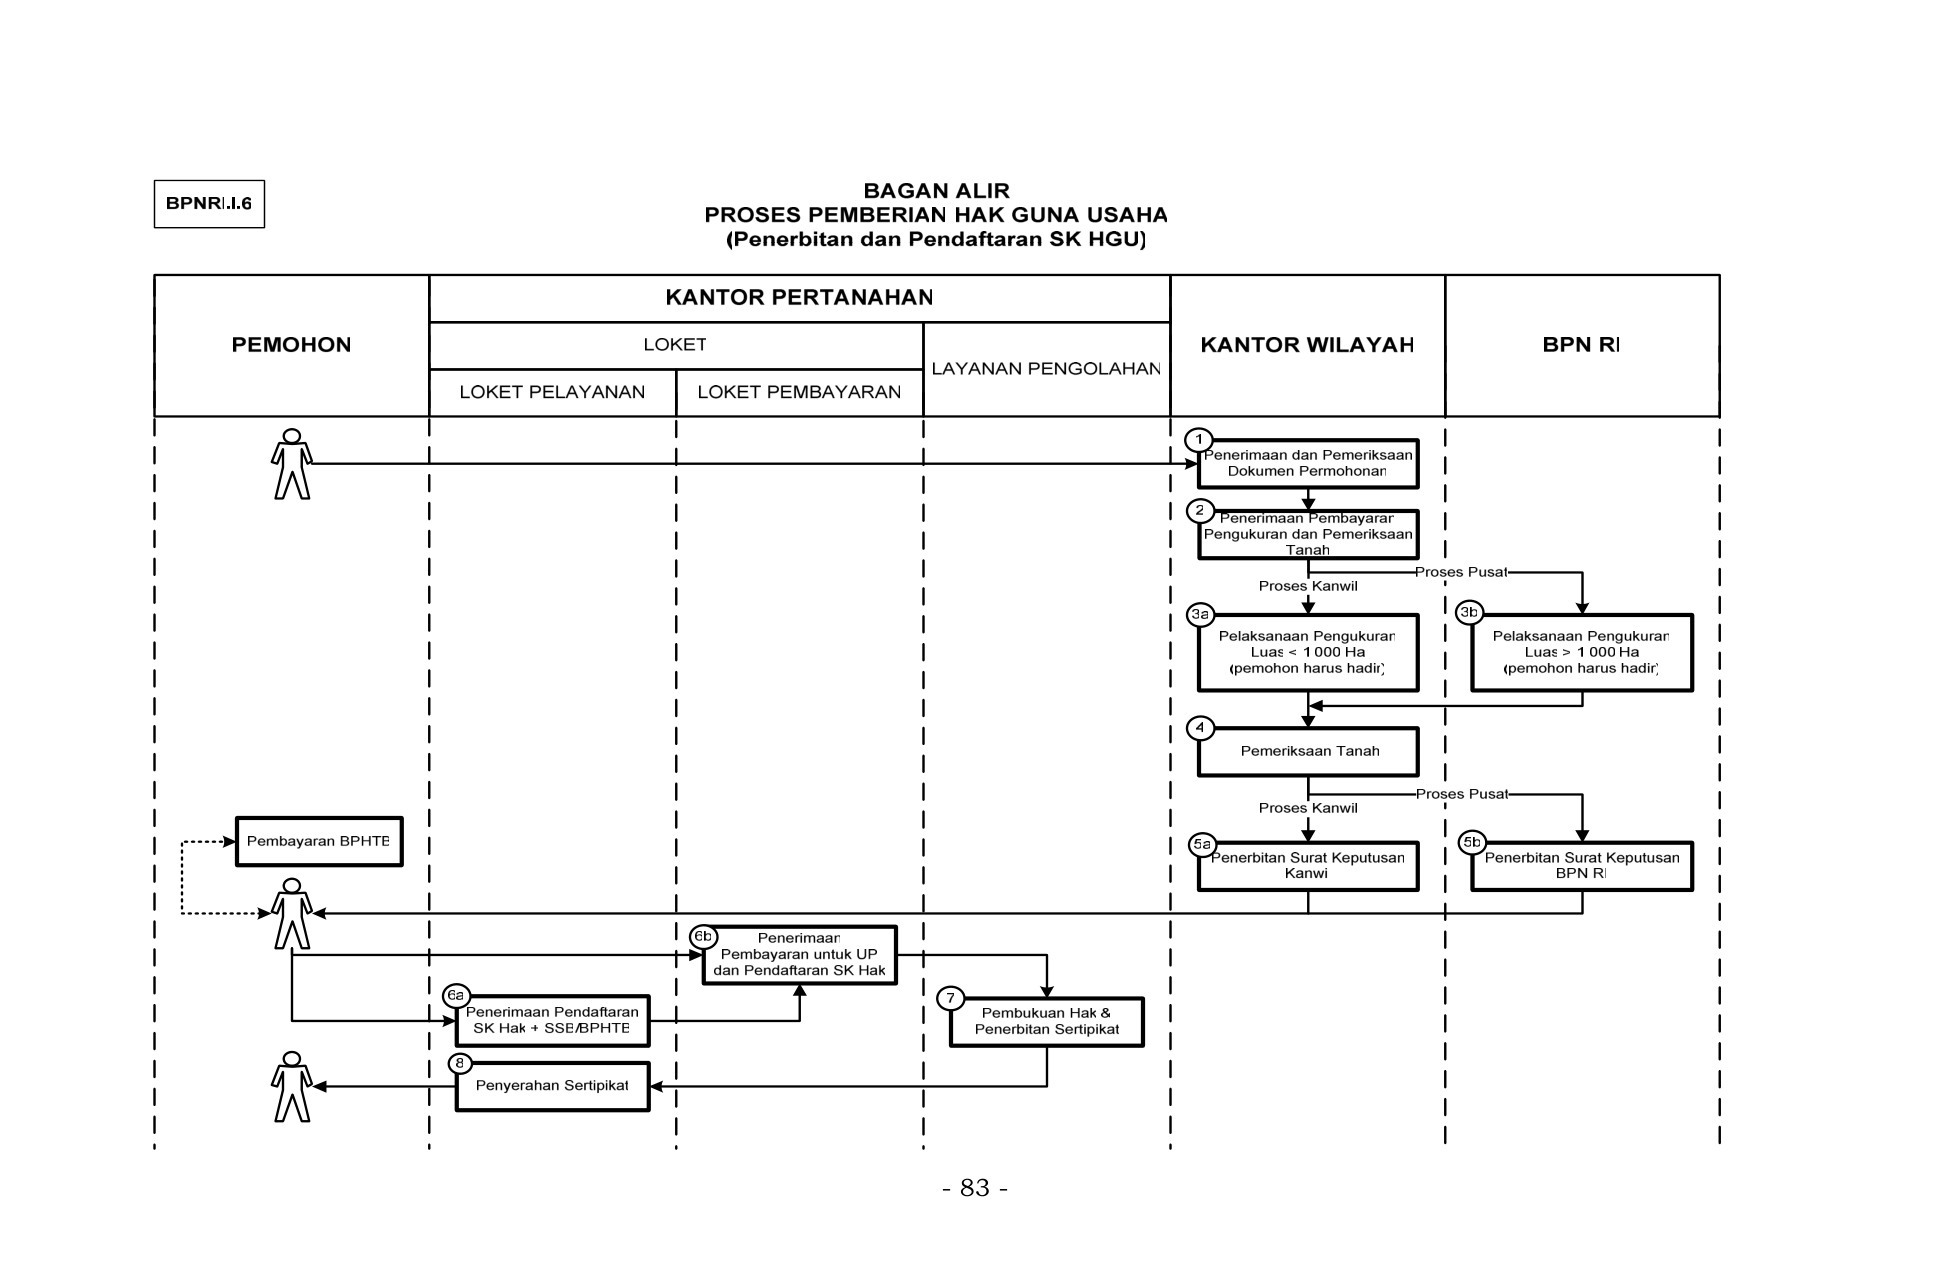 BPNRI.I.6
BAGAN ALIR
PROSES PEMBERIAN HAK GUNA USAHA
(Penerbitan dan Pendaftaran SK HGU)
PEMOHON
KANTOR PERTANAHAN
LOKET
LOKET PELAYANAN
LOKET PEMBAYARAN
LAYANAN PENGOLAHAN
KANTOR WILAYAH
BPN RI
1
Penerimaan dan Pemeriksaan
Dokumen Permohonan
2
Penerimaan Pembayaran
Pengukuran dan Pemeriksaan
Tanah
Proses Pusat
Proses Kanwil
3a
Pelaksanaan Pengukuran
Luas < 1000 Ha
(pemohon harus hadir)
3b
Pelaksanaan Pengukuran
Luas > 1000 Ha
(pemohon harus hadir)
4
Pemeriksaan Tanah
Proses Pusat
Proses Kanwil
Pembayaran BPHTB
5a
Penerbitan Surat Keputusan
Kanwi
5b
Penerbitan Surat Keputusan
BPN RI
6b
Penerimaan
Pembayaran untuk UP
dan Pendaftaran SK Hak
6a
Penerimaan Pendaftaran
SK Hak + SSB/BPHTB
7
Pembukuan Hak &
Penerbitan Sertipikat
8
Penyerahan Sertipikat
- 83 -